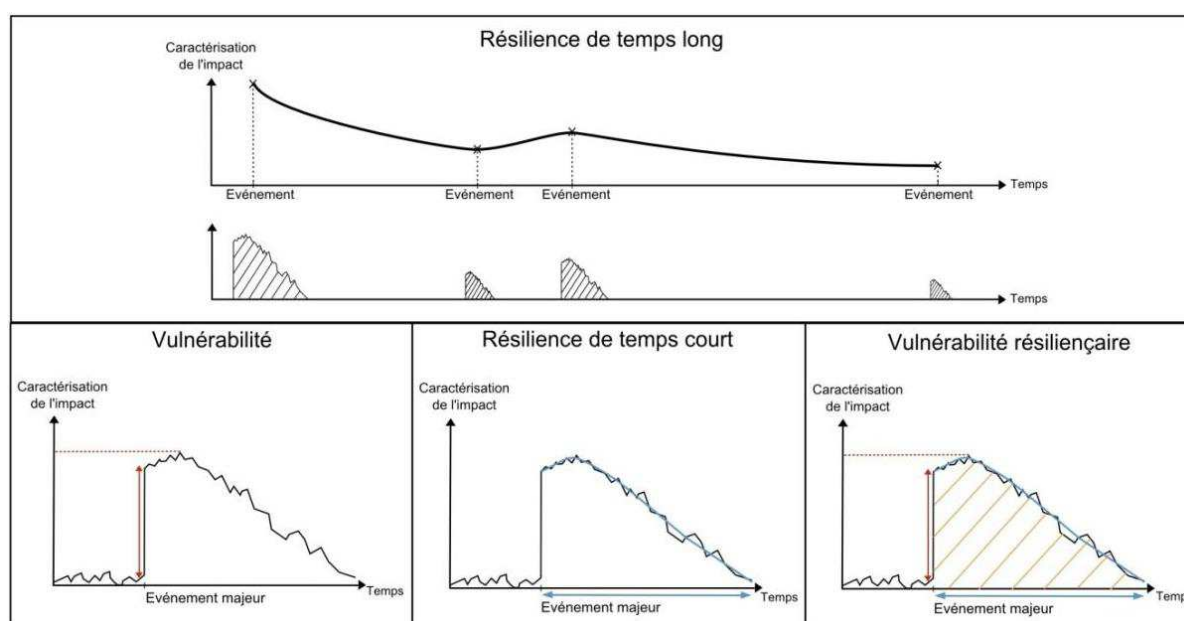 Résilience de temps long
Caractérisation
de l'impact
Evénement
Evénement
Evénement
Evénement
Temps
Temps
Vulnérabilité
Caractérisation
de l'impact
Evénement majeur
Temps
Résilience de temps court
Caractérisation
de l'impact
Evénement majeur
Temps
Vulnérabilité résiliençaire
Caractérisation
de l'impact
Evénement majeur
Temps